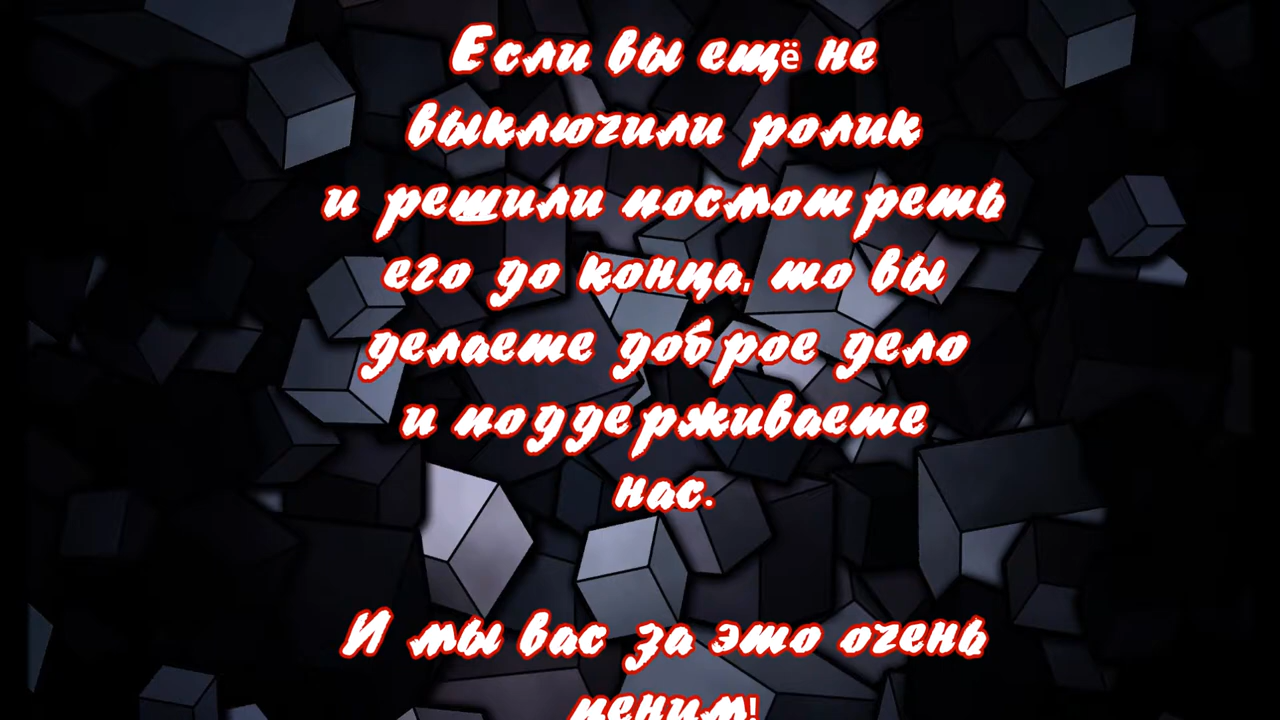 Если вы ещё не
выключили ролик
и решили посмотреть
его до конца, то вы
делаете доброе дело
и поддерживаете
нас.
И мы вас за это очень
ценим!